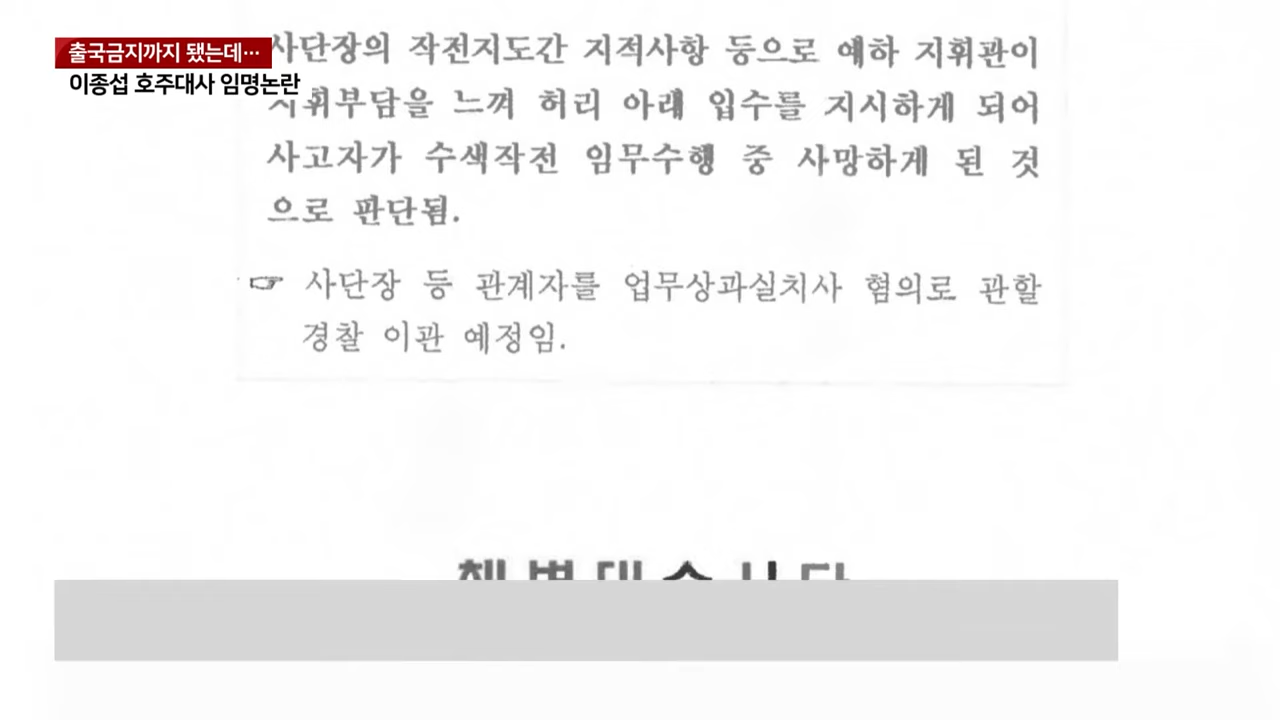 출국금지까지 됐는데…
이종섭 호주대사 임명논란
사단장의 작전지도간 지적사항 등으로 예하 지휘관이
지휘부담을 느껴 허리 아래 입수를 지시하게 되어
사고자가 수색작전 임무수행 중 사망하게 된 것
으로 판단됨.
☞ 사단장 등 관계자를 업무상과실치사 혐의로 관할
경찰 이관 예정임.